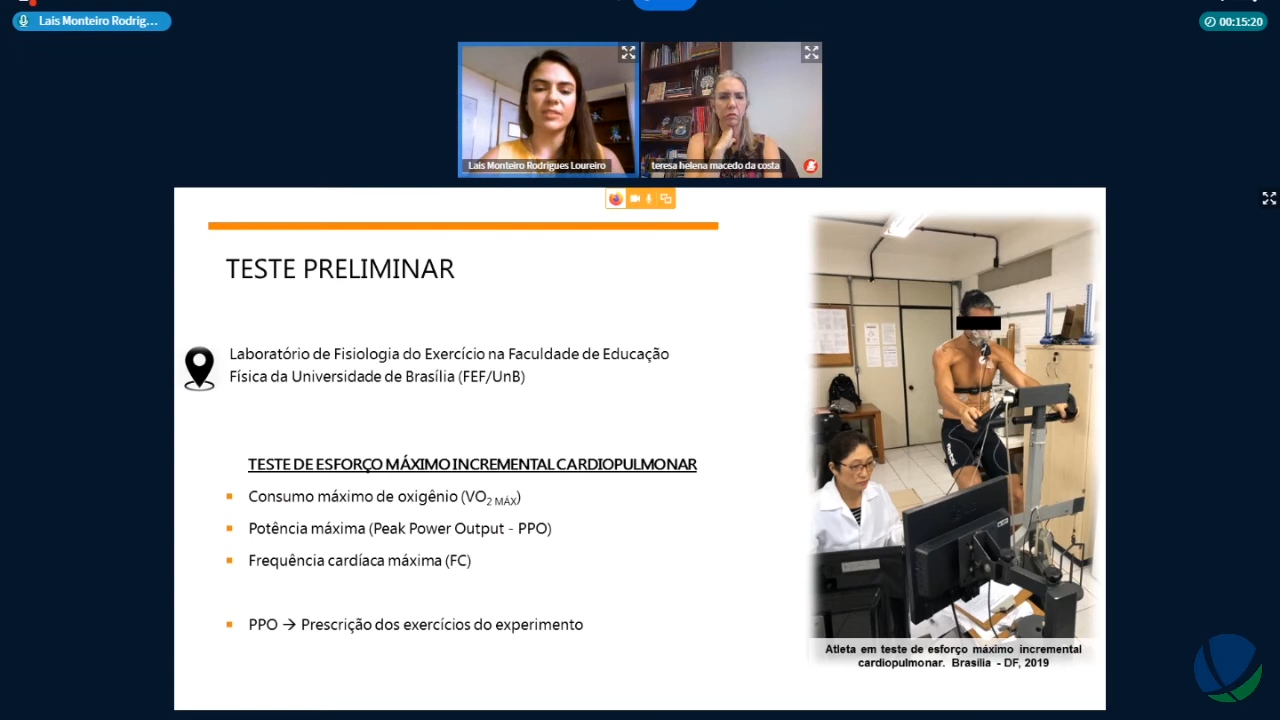 Lais Monteiro Rodrig...
00:15:20
Lais Monteiro Rodrigues Loureiro
teresa helena macedo da costa
TESTE PRELIMINAR
Laboratório de Fisiologia do Exercício na Faculdade de Educação
Física da Universidade de Brasília (FEF/UnB)
TESTE DE ESFORÇO MÁXIMO INCREMENTAL CARDIOPULMONAR
Consumo máximo de oxigênio (VO2 MÁX)
Potência máxima (Peak Power Output - PPO)
Frequência cardíaca máxima (FC)
PPO → Prescrição dos exercícios do experimento
Atleta em teste de esforço máximo incremental
cardiopulmonar. Brasília - DF, 2019